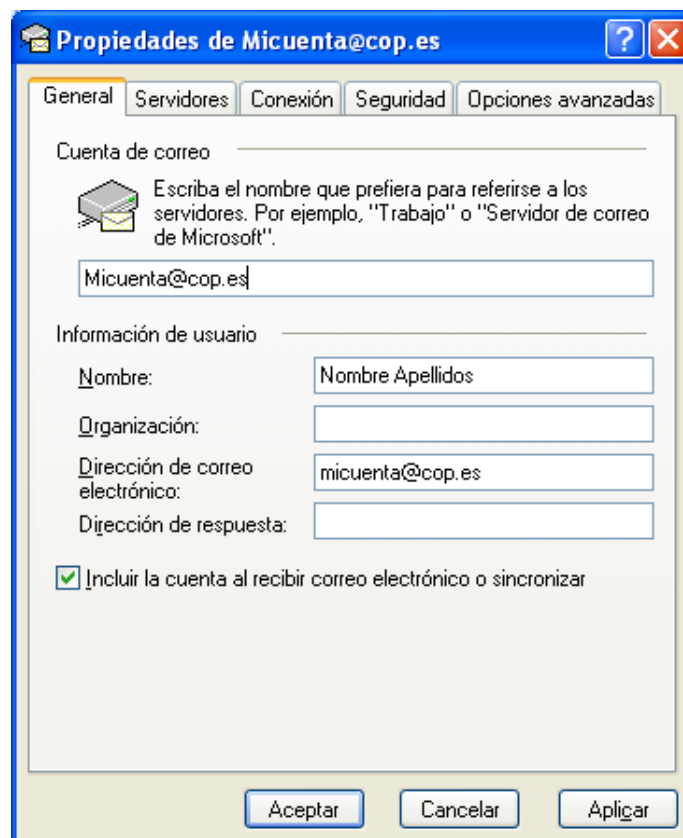 Propiedades de Micuenta@cop.es
General Servidores Conexión Seguridad Opciones avanzadas
Cuenta de correo
Escriba el nombre que prefiera para referirse a los
servidores. Por ejemplo, "Trabajo" o "Servidor de correo
de Microsoft".
Micuenta@cop.es
Información de usuario
Nombre: Nombre Apellidos
Organización:
Dirección de correo
electrónico: micuenta@cop.es
Dirección de respuesta:
Incluir la cuenta al recibir correo electrónico o sincronizar
Aceptar Cancelar Aplicar